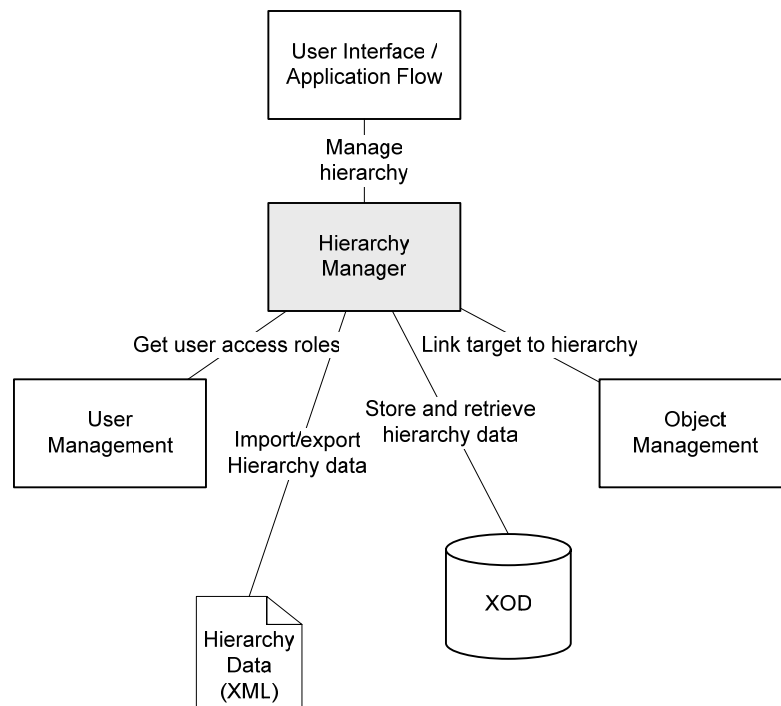 User Interface /
Application Flow
Manage
hierarchy
Hierarchy
Manager
Get user access roles
Link target to hierarchy
User
Management
Import/export
Hierarchy data
Store and retrieve
hierarchy data
Object
Management
XOD
Hierarchy
Data
(XML)